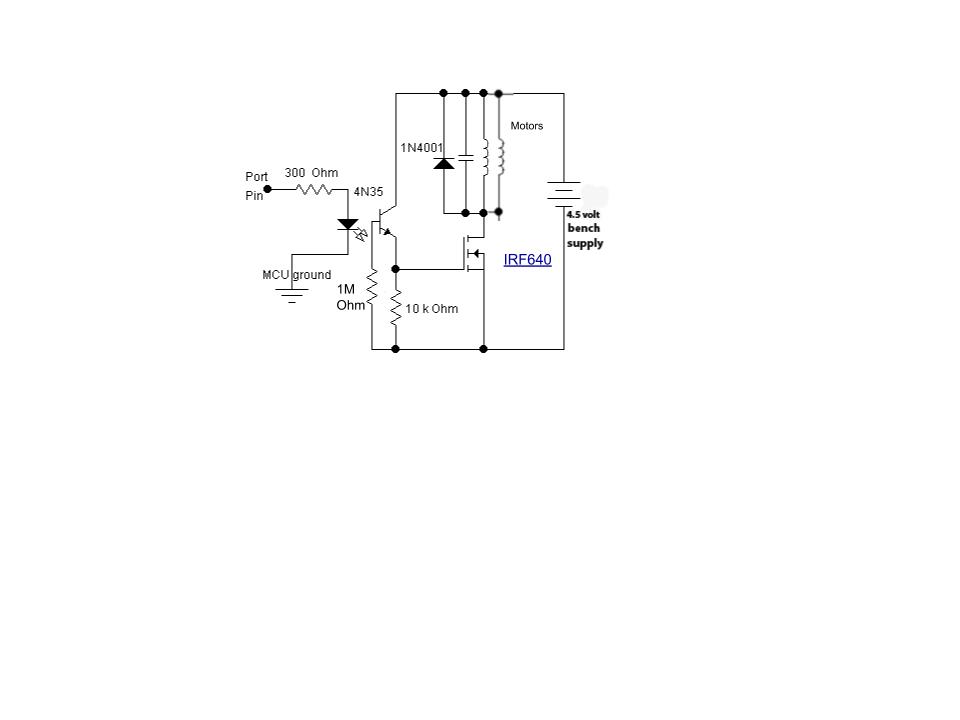 Motors
1N4001
300 Ohm
Port
Pin
4N35
4.5 volt
bench
supply
IRF640
MCU ground
1M
Ohm
10 k Ohm